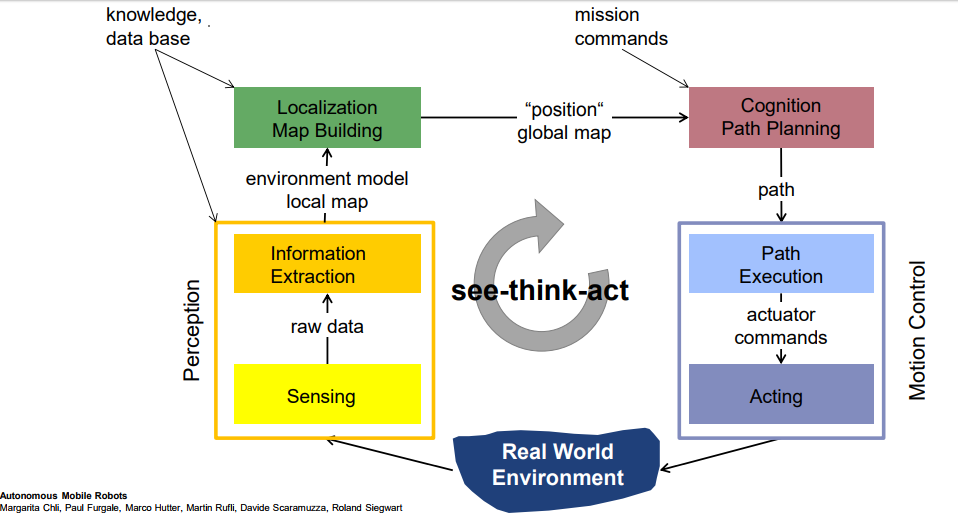 knowledge,
data base
mission
commands
Localization
Map Building
“position“
global map
Cognition
Path Planning
environment model
local map
path
Perception
Information
Extraction
raw data
Sensing
see-think-act
Path
Execution
actuator
commands
Acting
Motion Control
Real World
Environment
Autonomous Mobile Robots
Margarita Chli, Paul Furgale, Marco Hutter, Martin Rufli, Davide Scaramuzza, Roland Siegwart